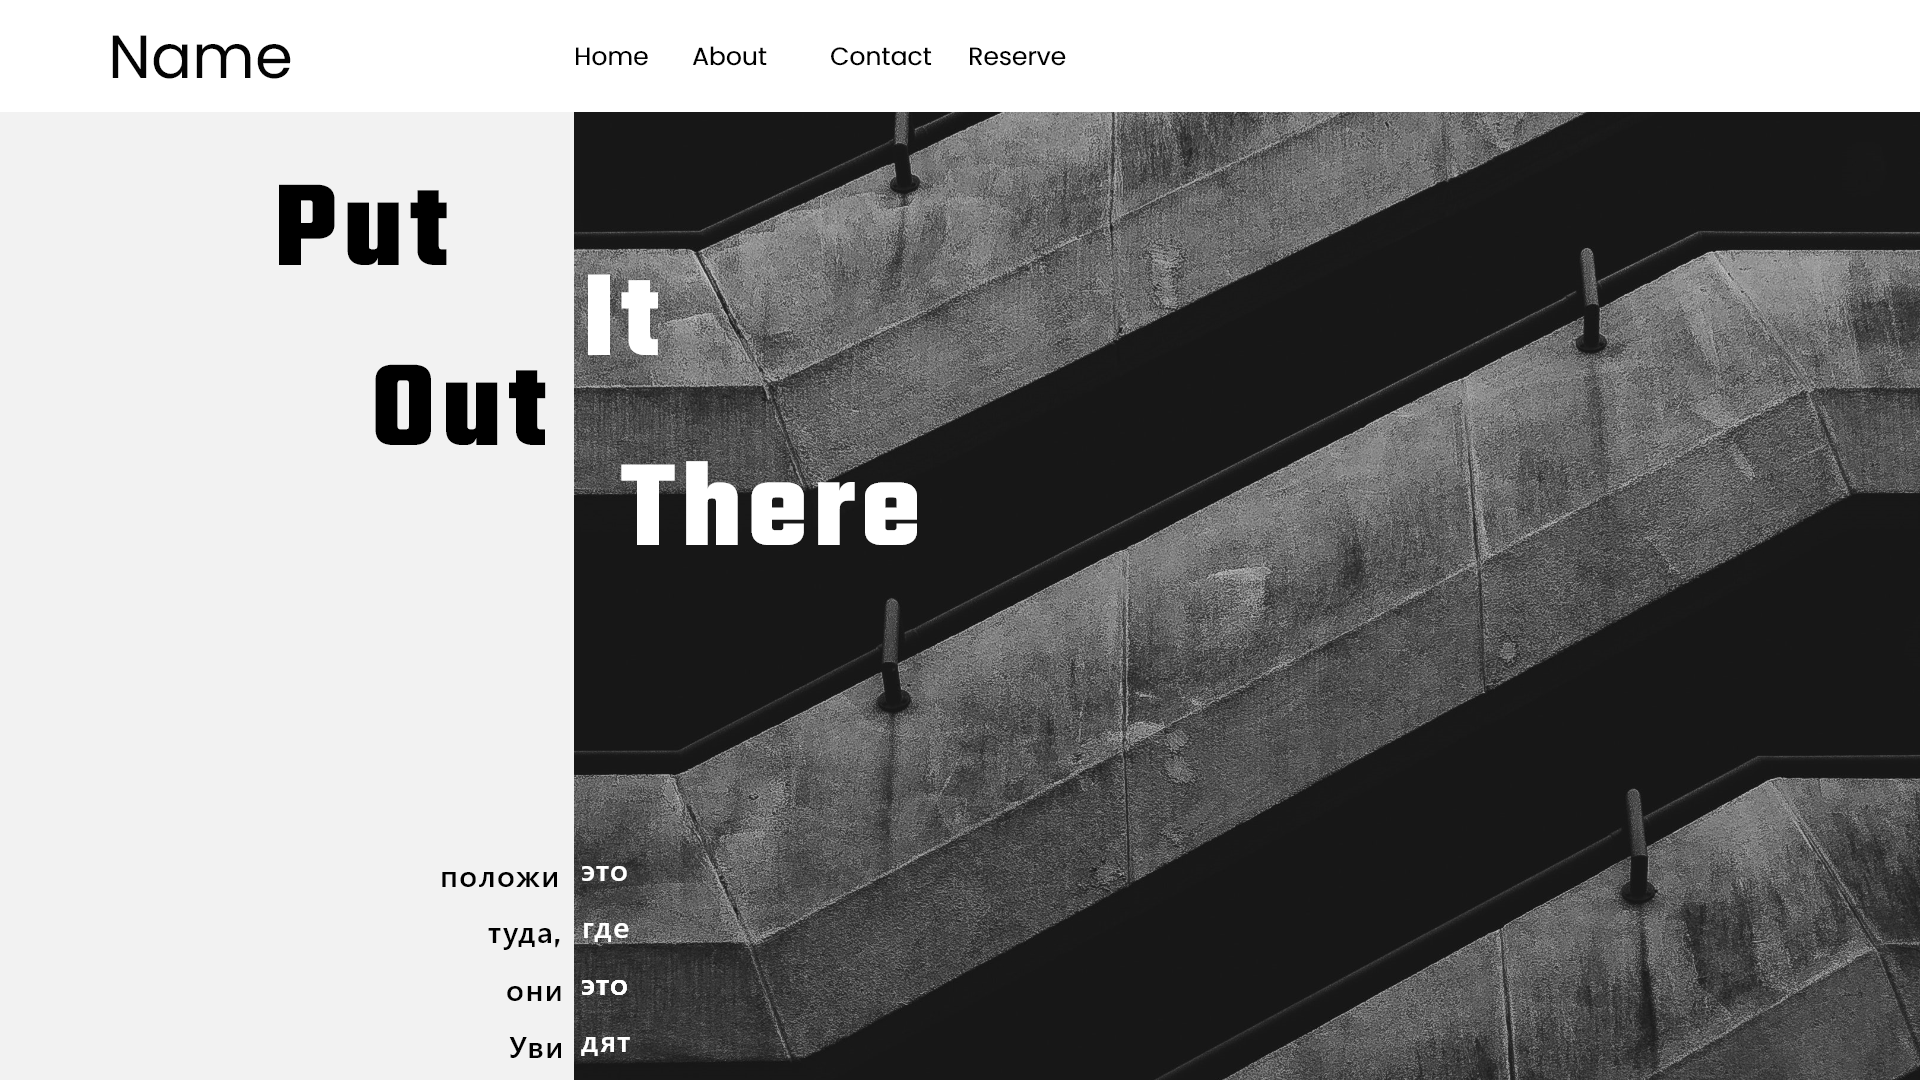 Name
Home About Contact Reserve
Put
It
Out
There
положи это
туда, где
они это
Уви дят